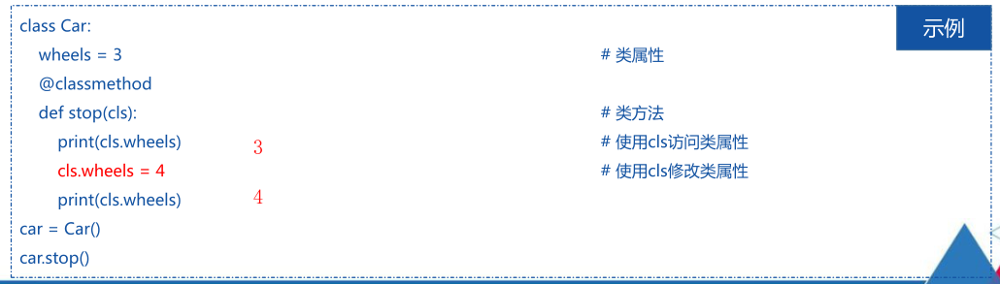 示例
class Car:
wheels = 3 # 类属性
@classmethod
def stop(cls): # 类方法
print(cls.wheels) 3 # 使用cls访问类属性
cls.wheels = 4 # 使用cls修改类属性
print(cls.wheels) 4
car = Car()
car.stop()